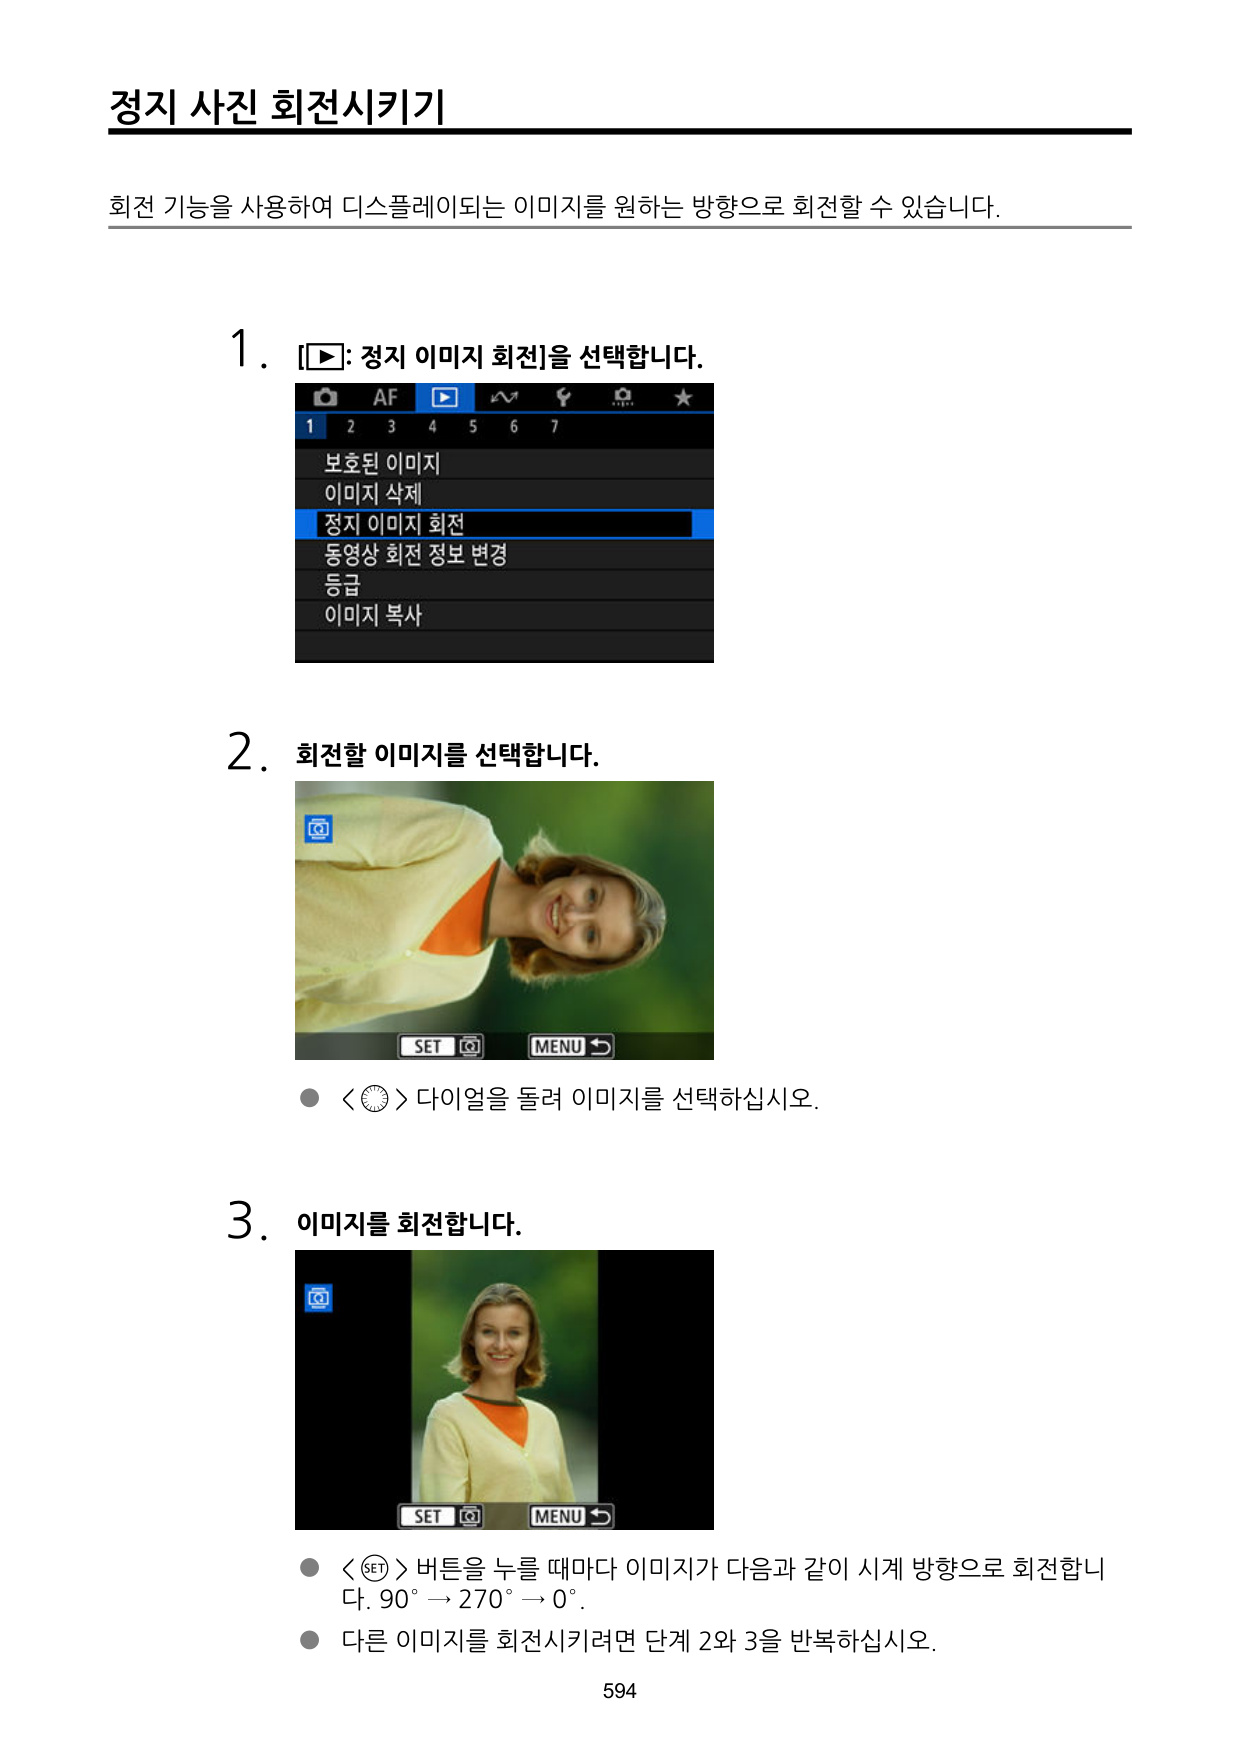 정지 사진 회전시키기
회전 기능을 사용하여 디스플레이되는 이미지를 원하는 방향으로 회전할 수 있습니다.
1. [▶: 정지 이미지 회전]을 선택합니다.
AF
1 2 3 4 5 6 7
보호된 이미지
이미지 삭제
정지 이미지 회전
동영상 회전 정보 변경
등급
이미지 복사
2. 회전할 이미지를 선택합니다.
SET MENU
● < > 다이얼을 돌려 이미지를 선택하십시오.
3. 이미지를 회전합니다.
SET MENU
● <SET> 버튼을 누를 때마다 이미지가 다음과 같이 시계 방향으로 회전합니
다. 90° → 270° → 0°.
● 다른 이미지를 회전시키려면 단계 2와 3을 반복하십시오.
594